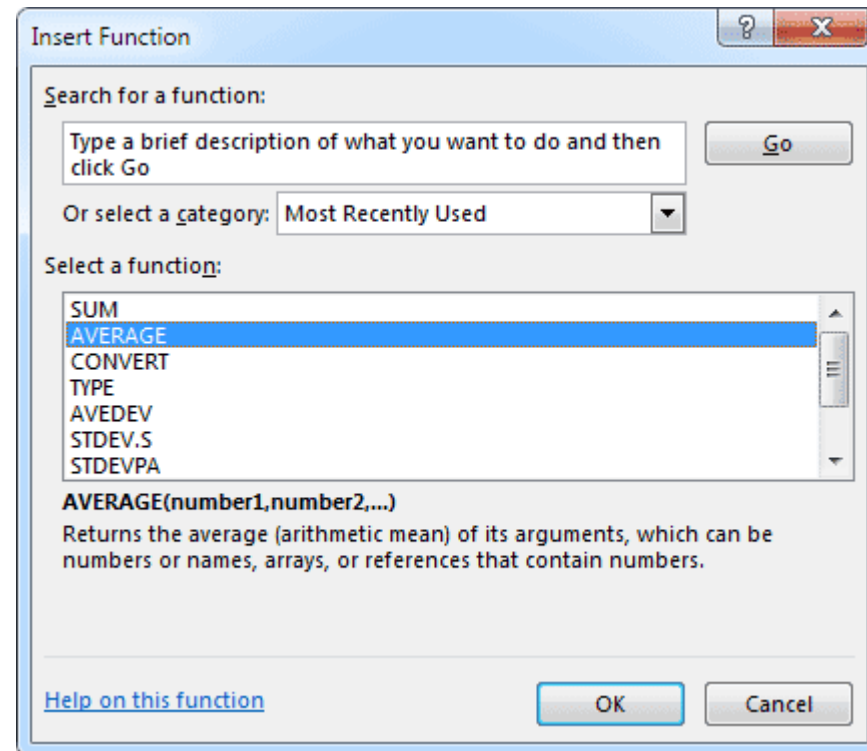 Insert Function
Search for a function:
Type a brief description of what you want to do and then
click Go
Go
Or select a category: Most Recently Used
Select a function:
SUM
AVERAGE
CONVERT
TYPE
AVEDEV
STDEV.S
STDEVPA
AVERAGE(number1,number2,...)
Returns the average (arithmetic mean) of its arguments, which can be
numbers or names, arrays, or references that contain numbers.
Help on this function
OK
Cancel